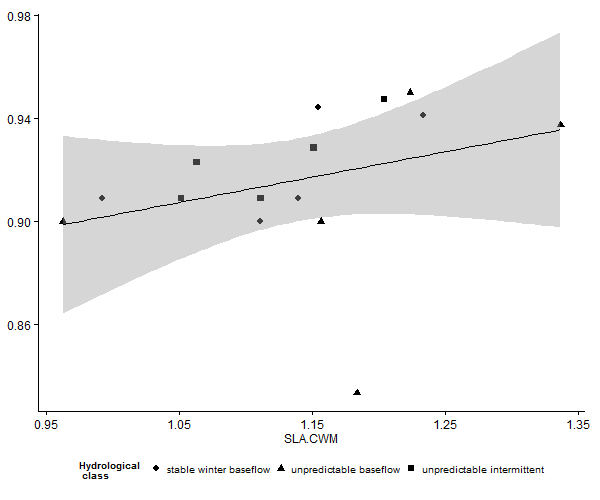 0.98
0.94
0.90
0.86
0.95 1.05 1.15 1.25 1.35
SLA.CWM
Hydrological
class
stable winter baseflow unpredictable baseflow unpredictable intermittent